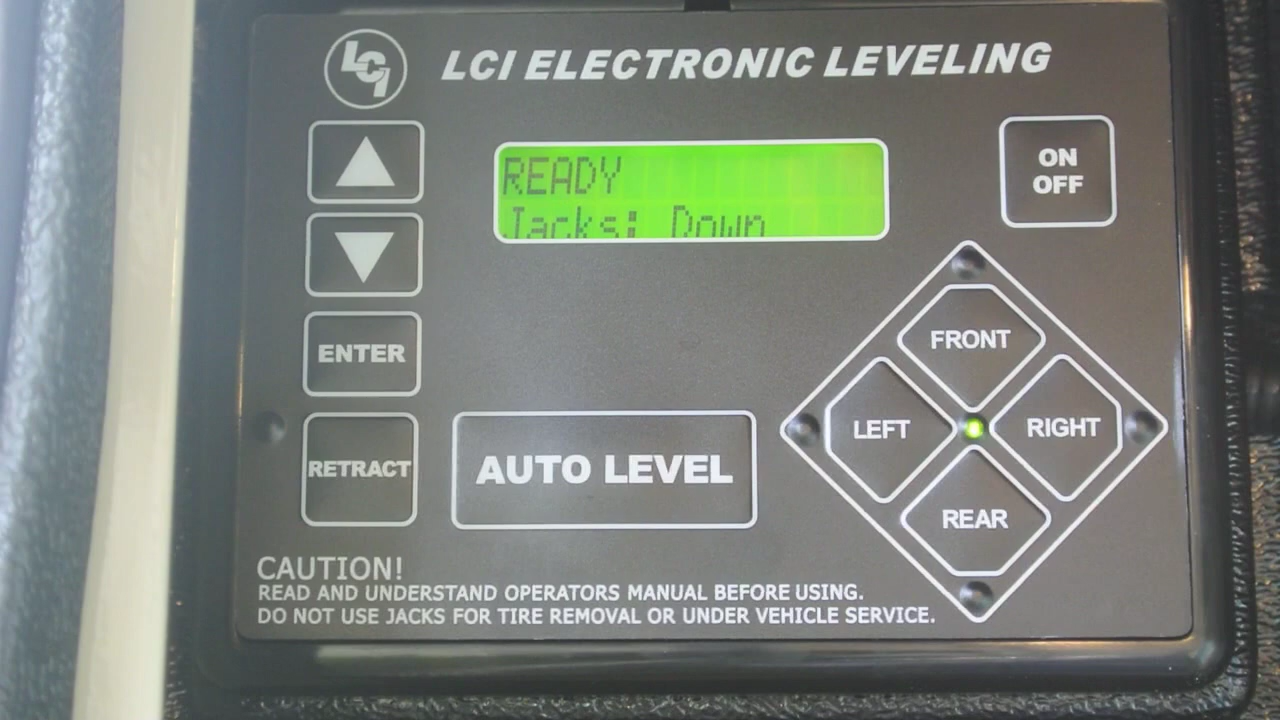 LCI
LCI ELECTRONIC LEVELING
READY
Jacks: Down
ON
OFF
ENTER
RETRACT
AUTO LEVEL
FRONT
LEFT
RIGHT
REAR
CAUTION!
READ AND UNDERSTAND OPERATORS MANUAL BEFORE USING.
DO NOT USE JACKS FOR TIRE REMOVAL OR UNDER VEHICLE SERVICE.